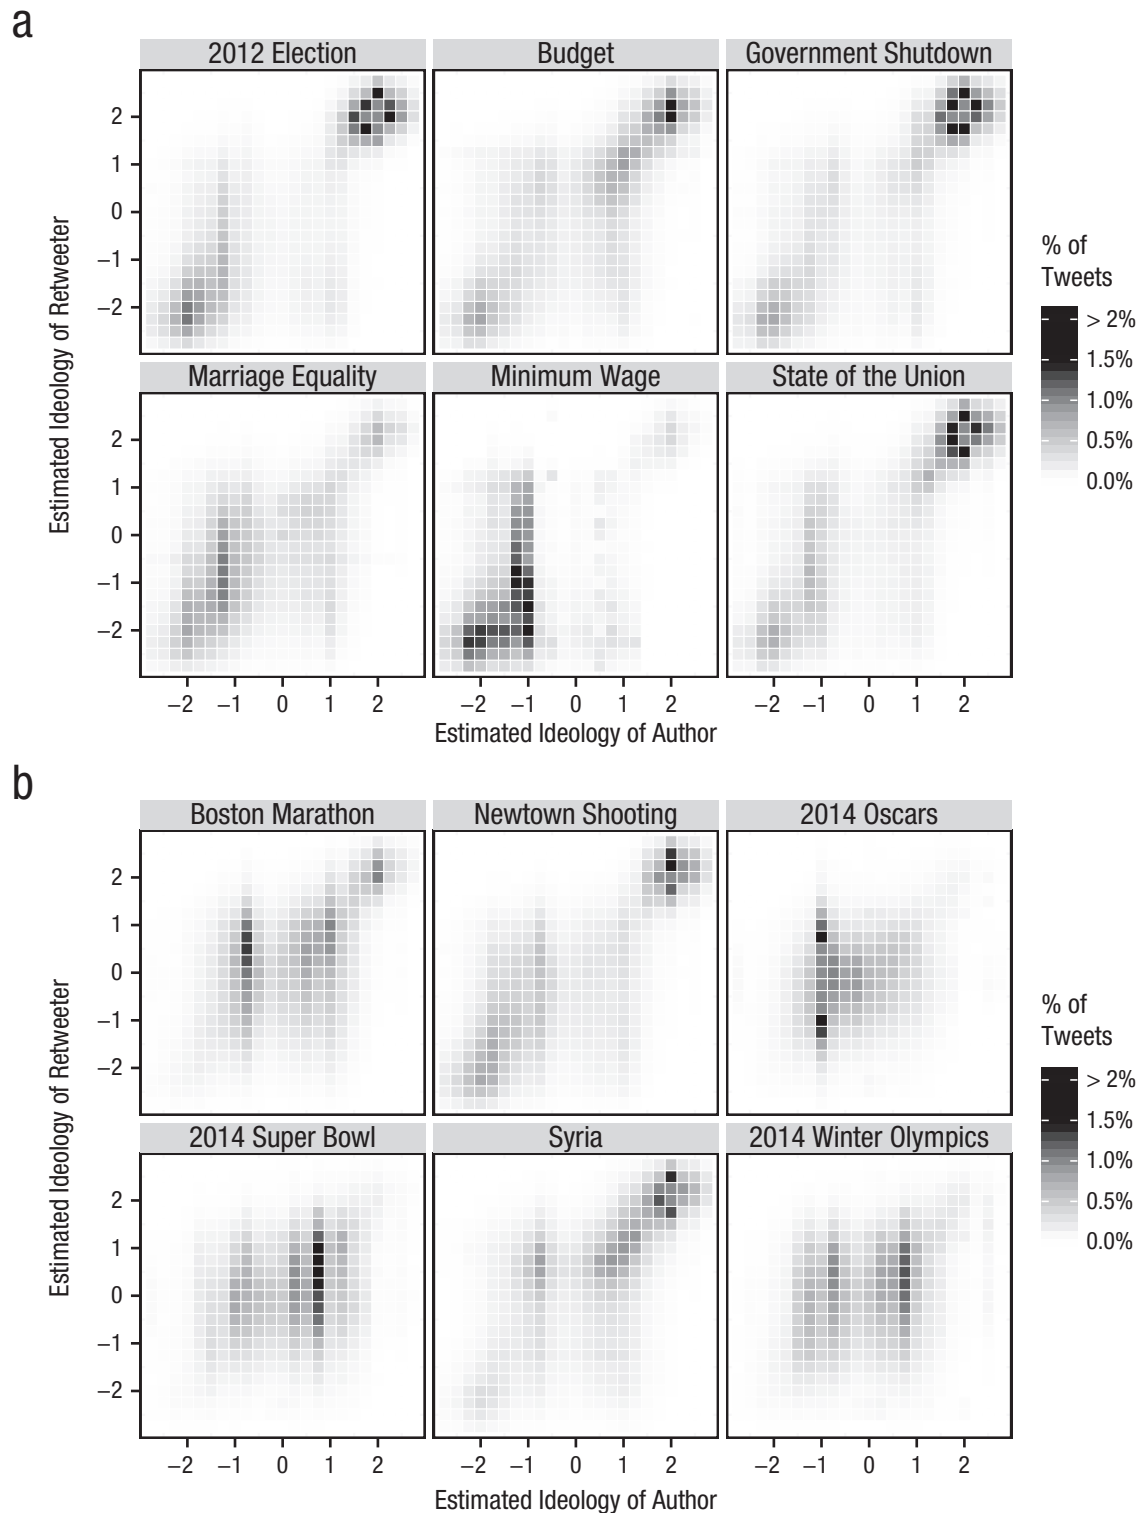 a
2012 Election Budget Government Shutdown
2
1
0
−1
−2
Estimated Ideology of Retweeter
% of
Tweets
> 2%
1.5%
1.0%
0.5%
0.0%
Marriage Equality Minimum Wage State of the Union
2
1
0
−1
−2
−2 −1 0 1 2 −2 −1 0 1 2 −2 −1 0 1 2
Estimated Ideology of Author
b
Boston Marathon Newtown Shooting 2014 Oscars
2
1
0
−1
−2
Estimated Ideology of Retweeter
% of
Tweets
> 2%
1.5%
1.0%
0.5%
0.0%
2014 Super Bowl Syria 2014 Winter Olympics
2
1
0
−1
−2
−2 −1 0 1 2 −2 −1 0 1 2 −2 −1 0 1 2
Estimated Ideology of Author